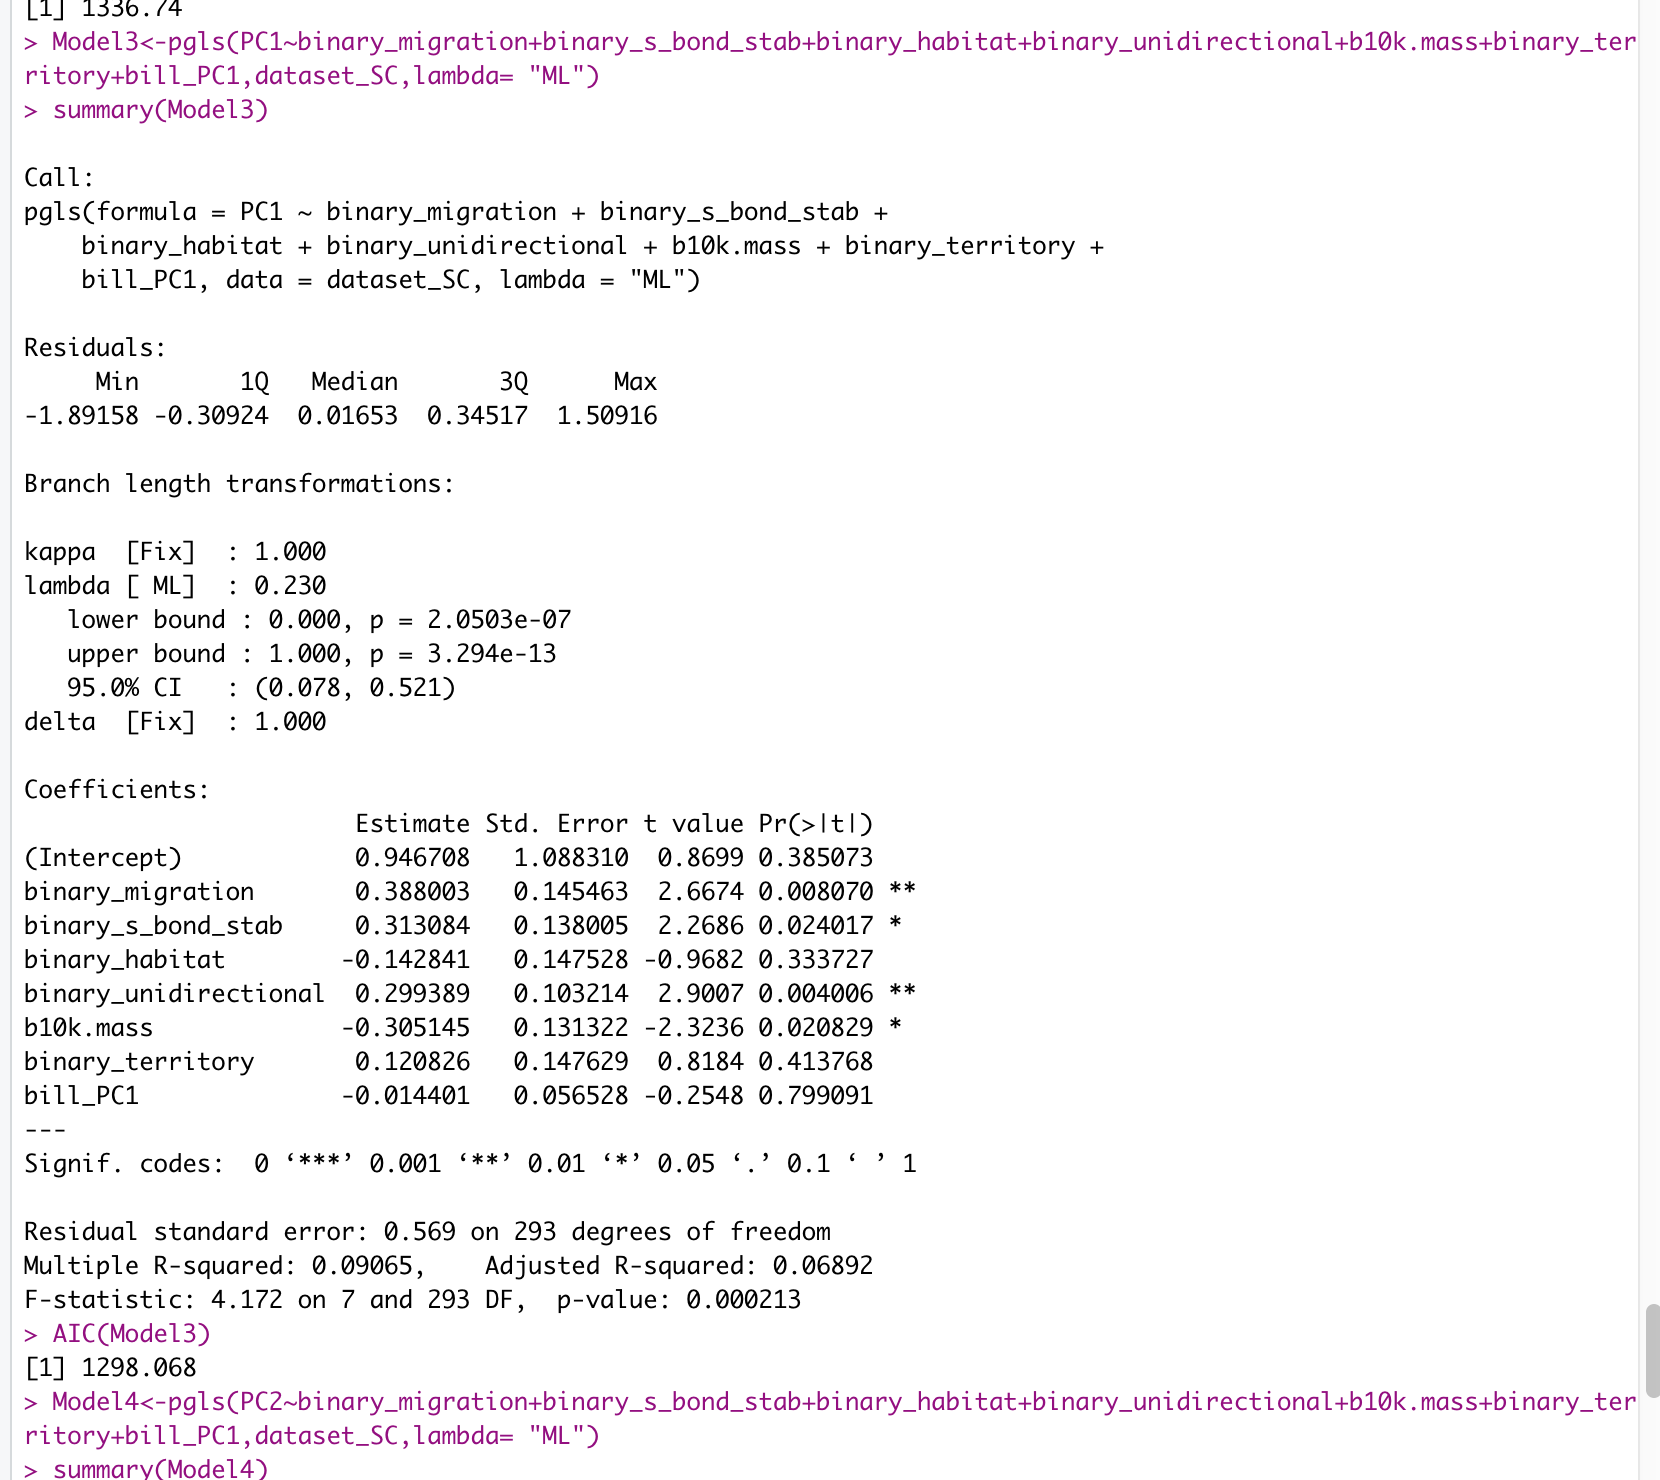 [1] 1336.74
> Model3<-pgls(PC1~binary_migration+binary_s_bond_stab+binary_habitat+binary_unidirectional+b10k.mass+binary_ter
ritory+bill_PC1,dataset_SC,lambda= "ML")
> summary(Model3)

Call:
pgls(formula = PC1 ~ binary_migration + binary_s_bond_stab +
    binary_habitat + binary_unidirectional + b10k.mass + binary_territory +
    bill_PC1, data = dataset_SC, lambda = "ML")

Residuals:
     Min       1Q   Median       3Q      Max
-1.89158 -0.30924  0.01653  0.34517  1.50916

Branch length transformations:

kappa  [Fix]  : 1.000
lambda [ ML]  : 0.230
   lower bound : 0.000, p = 2.0503e-07
   upper bound : 1.000, p = 3.294e-13
   95.0% CI   : (0.078, 0.521)
delta  [Fix]  : 1.000

Coefficients:
                       Estimate Std. Error t value Pr(>|t|)
(Intercept)            0.946708   1.088310  0.8699 0.385073
binary_migration       0.388003   0.145463  2.6674 0.008070 **
binary_s_bond_stab     0.313084   0.138005  2.2686 0.024017 *
binary_habitat        -0.142841   0.147528 -0.9682 0.333727
binary_unidirectional  0.299389   0.103214  2.9007 0.004006 **
b10k.mass             -0.305145   0.131322 -2.3236 0.020829 *
binary_territory       0.120826   0.147629  0.8184 0.413768
bill_PC1              -0.014401   0.056528 -0.2548 0.799091
---
Signif. codes:  0 ‘***’ 0.001 ‘**’ 0.01 ‘*’ 0.05 ‘.’ 0.1 ‘ ’ 1

Residual standard error: 0.569 on 293 degrees of freedom
Multiple R-squared: 0.09065,    Adjusted R-squared: 0.06892
F-statistic: 4.172 on 7 and 293 DF,  p-value: 0.000213
> AIC(Model3)
[1] 1298.068
> Model4<-pgls(PC2~binary_migration+binary_s_bond_stab+binary_habitat+binary_unidirectional+b10k.mass+binary_ter
ritory+bill_PC1,dataset_SC,lambda= "ML")
> summary(Model4)